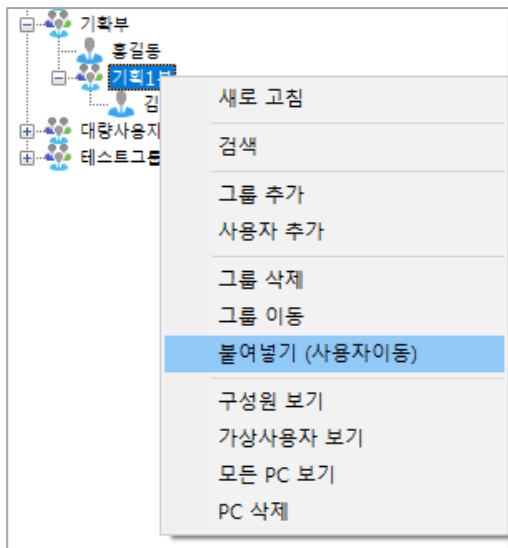 기확부
홍길동
기획1부
김
대량사용자
테스트그룹
새로 고침
검색
그룹 추가
사용자 추가
그룹 삭제
그룹 이동
붙여넣기 (사용자이동)
구성원 보기
가상사용자 보기
모든 PC 보기
PC 삭제